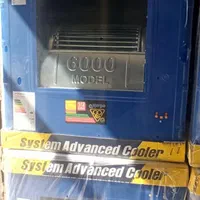 6000
MODEL
System Advanced Cooler
System Advanced Cooler